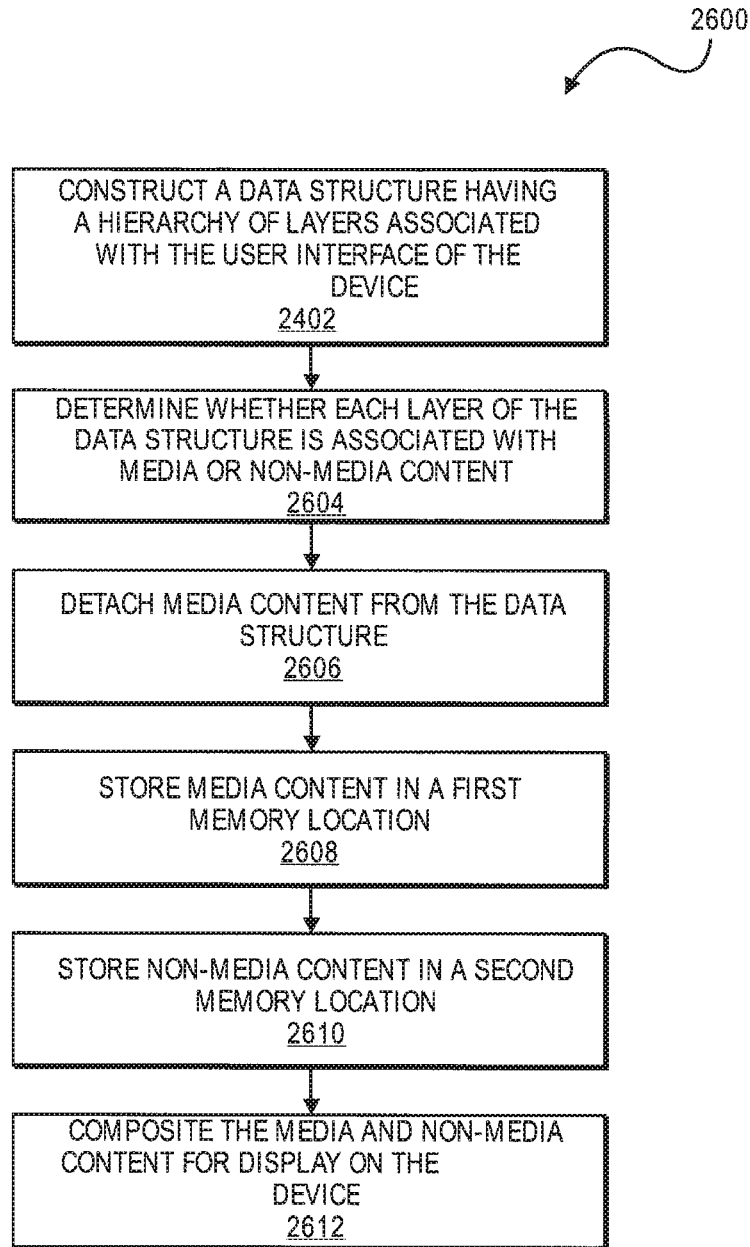 2600
CONSTRUCT A DATA STRUCTURE HAVING
A HIERARCHY OF LAYERS ASSOCIATED
WITH THE USER INTERFACE OF THE
DEVICE
2402
DETERMINE WHETHER EACH LAYER OF THE
DATA STRUCTURE IS ASSOCIATED WITH
MEDIA OR NON-MEDIA CONTENT
2604
DETACH MEDIA CONTENT FROM THE DATA
STRUCTURE
2606
STORE MEDIA CONTENT IN A FIRST
MEMORY LOCATION
2608
STORE NON-MEDIA CONTENT IN A SECOND
MEMORY LOCATION
2610
COMPOSITE THE MEDIA AND NON-MEDIA
CONTENT FOR DISPLAY ON THE
DEVICE
2612